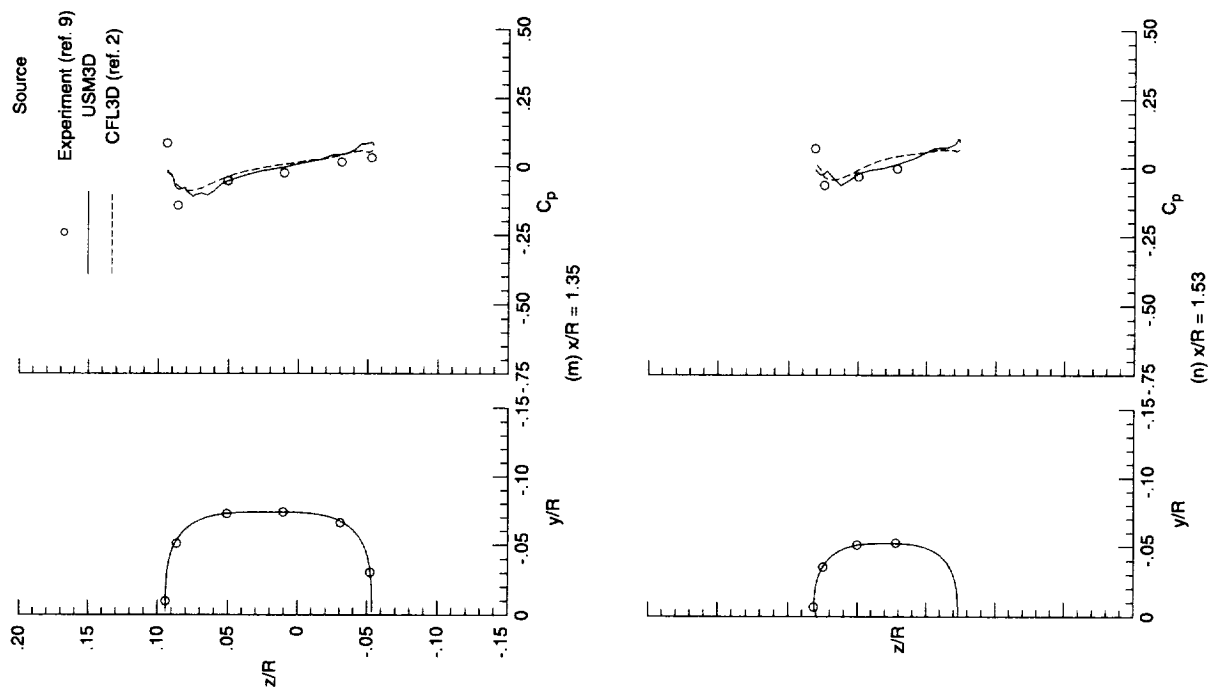 Source
Experiment (ref. 9)
USM3D
CFL3D (ref. 2)
.20
.15
.10
.05
0
-.05
-.10
-.15
z/R
0
-.05
-.10
-.15
y/R
-.75
-.50
-.25
0
.25
.50
Cp
(m) x/R = 1.35
z/R
0
-.05
-.10
-.15
y/R
-.75
-.50
-.25
0
.25
.50
Cp
(n) x/R = 1.53